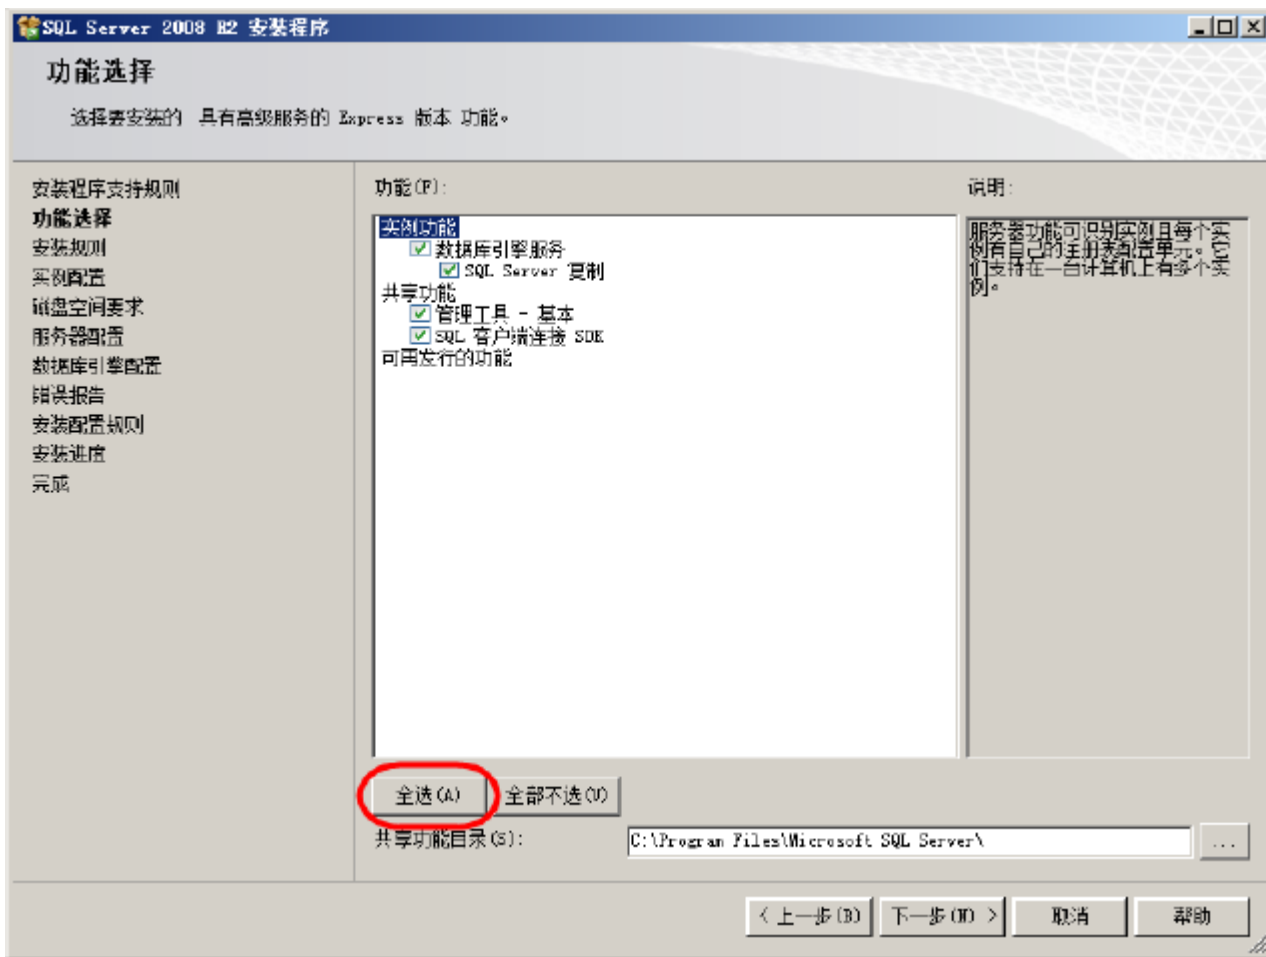 SQL Server 2008 R2 安装程序
功能选择
选择要安装的 具有高级服务的 Express 版本 功能。
安装程序支持规则
功能选择
安装规则
实例配置
磁盘空间要求
服务器配置
数据库引擎配置
错误报告
安装配置规则
安装进度
完成
功能(F):
实例功能
数据库引擎服务
SQL Server 复制
共享功能
管理工具 - 基本
SQL 客户端连接 SDK
可再发行的功能
说明:
服务器功能可识别实例且每个实
例有自己的注册表配置单元。它
们支持在一台计算机上有多个实
例。
全选(A)
全部不选(U)
共享功能目录(S):
C:\Program Files\Microsoft SQL Server\
...
< 上一步(B)
下一步(N) >
取消
帮助